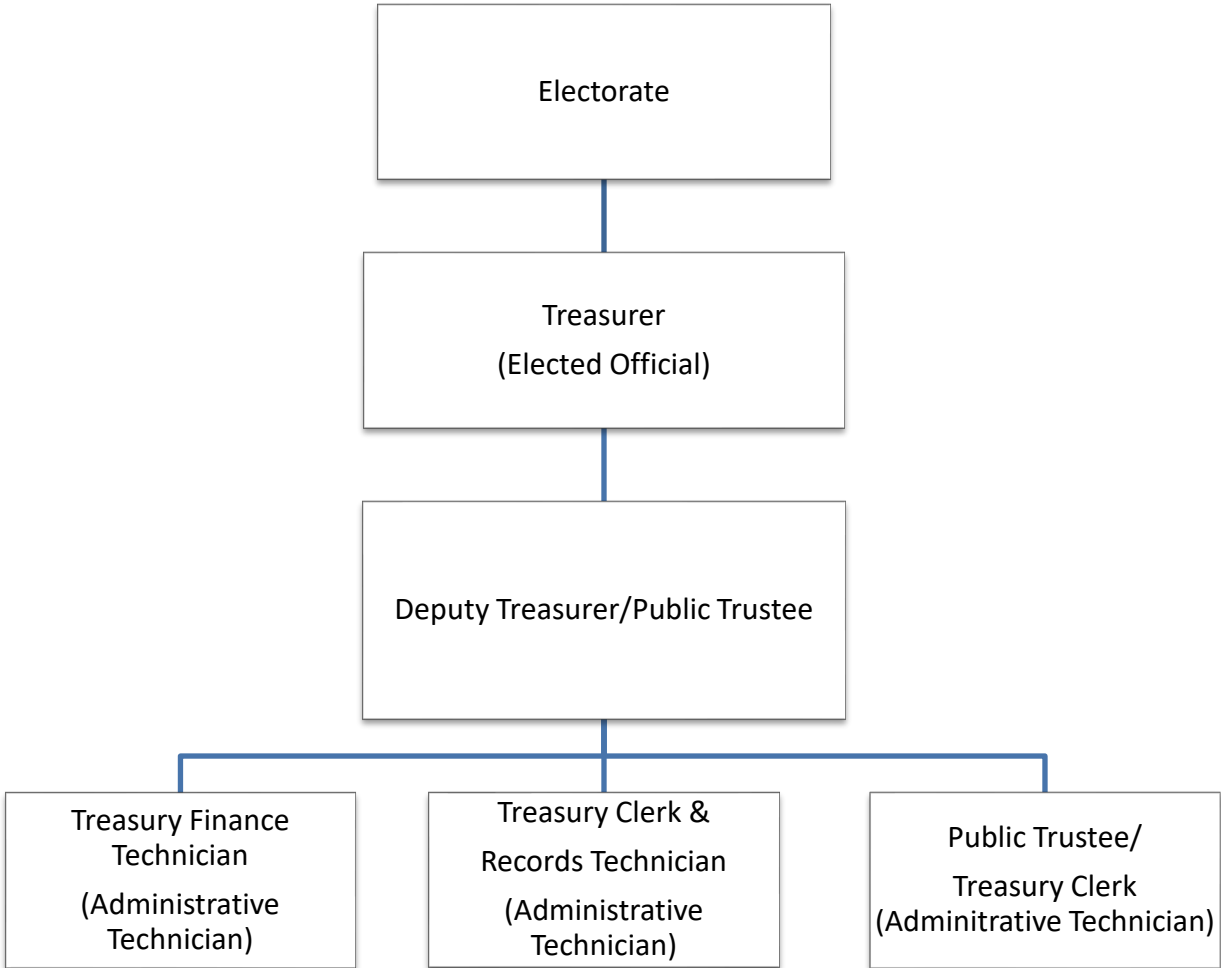 Electorate
Treasurer
(Elected Official)
Deputy Treasurer/Public Trustee
Treasury Finance
Technician
(Administrative
Technician)
Treasury Clerk &
Records Technician
(Administrative
Technician)
Public Trustee/
Treasury Clerk
(Adminitrative Technician)